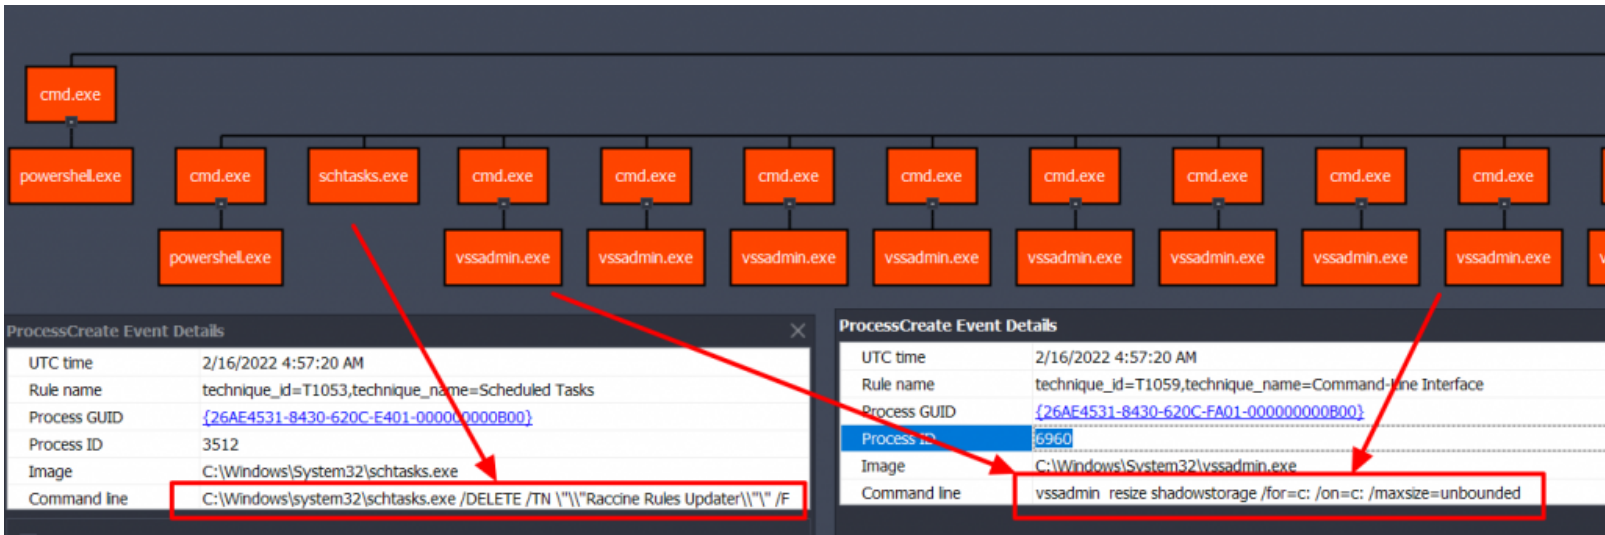 cmd.exe
powershell.exe cmd.exe schtasks.exe cmd.exe cmd.exe cmd.exe cmd.exe cmd.exe cmd.exe cmd.exe cmd.exe
powershell.exe vssadmin.exe vssadmin.exe vssadmin.exe vssadmin.exe vssadmin.exe vssadmin.exe vssadmin.exe vssadmin.exe v
ProcessCreate Event Details
UTC time 2/16/2022 4:57:20 AM
Rule name technique_id=T1053,technique_name=Scheduled Tasks
Process GUID {26AE4531-8430-620C-E401-000000000B00}
Process ID 3512
Image C:\Windows\System32\schtasks.exe
Command line C:\Windows\system32\schtasks.exe /DELETE /TN \"\\"Raccine Rules Updater\\"\" /F
ProcessCreate Event Details
UTC time 2/16/2022 4:57:20 AM
Rule name technique_id=T1059,technique_name=Command-Line Interface
Process GUID {26AE4531-8430-620C-FA01-000000000B00}
Process ID 6960
Image C:\Windows\System32\vssadmin.exe
Command line vssadmin resize shadowstorage /for=c: /on=c: /maxsize=unbounded